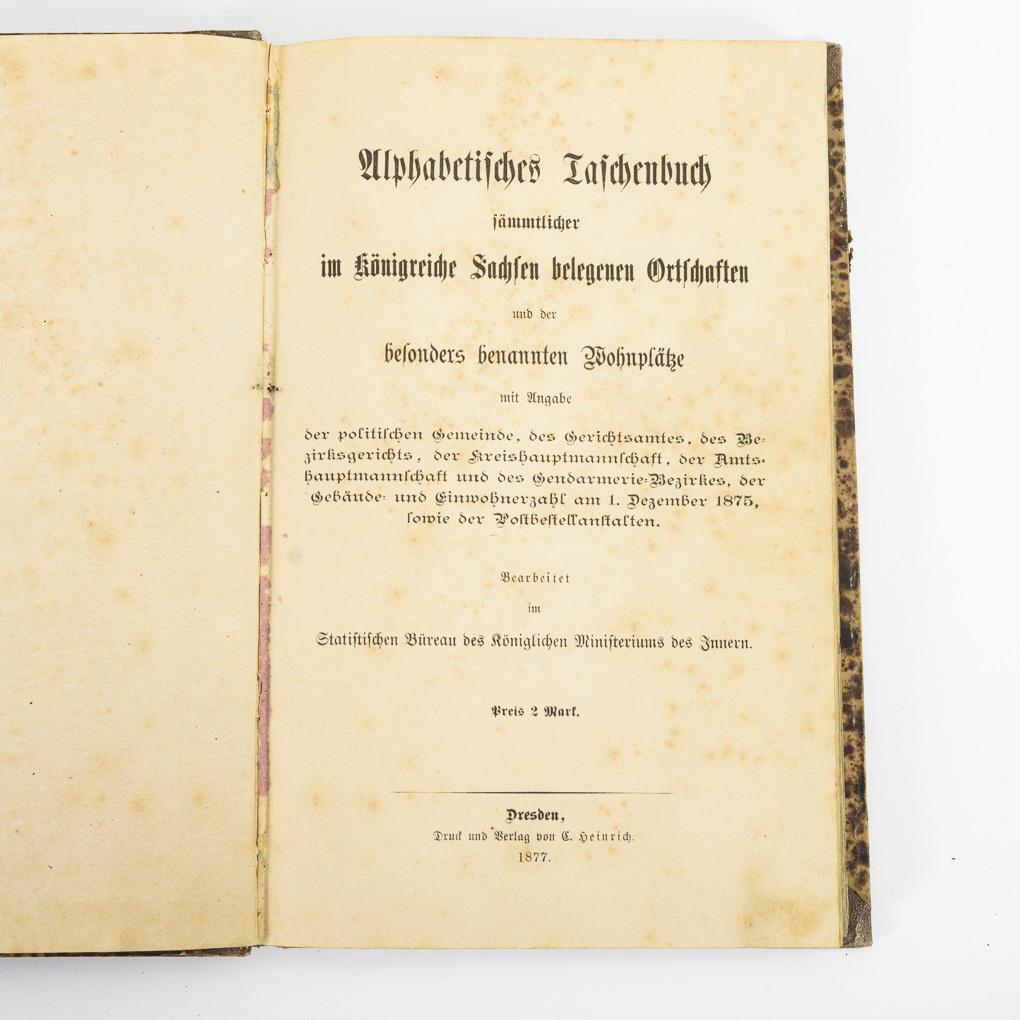 Alphabetisches Taschenbuch
sämmtlicher
im Königreiche Sachsen belegenen Ortschaften
und der
besonders benannten Wohnplätze
mit Angabe
der politischen Gemeinde, des Gerichtsamtes, des Be-
zirksgerichts, der Kreishauptmannschaft, der Amts-
hauptmannschaft und des Gendarmerie-Bezirkes, der
Gebäude- und Einwohnerzahl am 1. Dezember 1875,
sowie der Postbestellanstalten.
Bearbeitet
im
Statistischen Büreau des Königlichen Ministeriums des Innern.
Preis 2 Mark.
Dresden,
Druck und Verlag von C. Heinrich.
1877.